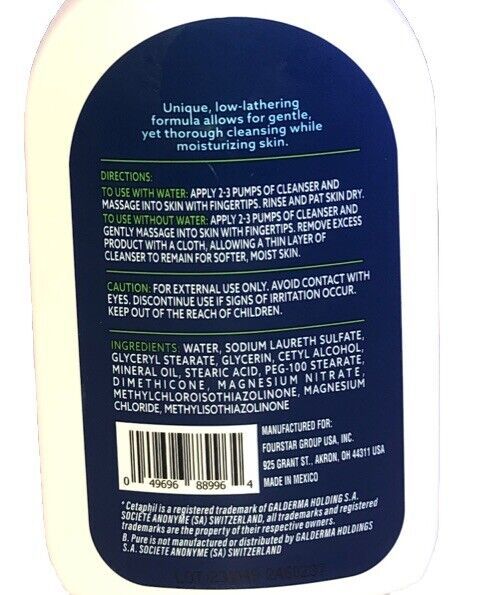 Unique, low-lathering
formula allows for gentle,
yet thorough cleansing while
moisturizing skin.
DIRECTIONS:
TO USE WITH WATER: APPLY 2-3 PUMPS OF CLEANSER AND
MASSAGE INTO SKIN WITH FINGERTIPS. RINSE AND PAT SKIN DRY.
TO USE WITHOUT WATER: APPLY 2-3 PUMPS OF CLEANSER AND
GENTLY MASSAGE INTO SKIN WITH FINGERTIPS. REMOVE EXCESS
PRODUCT WITH A CLOTH, ALLOWING A THIN LAYER OF
CLEANSER TO REMAIN FOR SOFTER, MOIST SKIN.
CAUTION: FOR EXTERNAL USE ONLY. AVOID CONTACT WITH
EYES. DISCONTINUE USE IF SIGNS OF IRRITATION OCCUR.
KEEP OUT OF THE REACH OF CHILDREN.
INGREDIENTS: WATER, SODIUM LAURETH SULFATE,
GLYCERYL STEARATE, GLYCERIN, CETYL ALCOHOL,
MINERAL OIL, STEARIC ACID, PEG-100 STEARATE,
DIMETHICONE, MAGNESIUM NITRATE,
METHYLCHLOROISOTHIAZOLINONE, MAGNESIUM
CHLORIDE, METHYLISOTHIAZOLINONE
MANUFACTURED FOR:
FOURSTAR GROUP USA, INC.
925 GRANT ST., AKRON, OH 44311 USA
MADE IN MEXICO
0 49696 88996 4
* Cetaphil is a registered trademark of GALDERMA HOLDING S.A.
SOCIETE ANONYME (SA) SWITZERLAND, all trademarks and registered
trademarks are the property of their respective owners.
B. Pure is not manufactured or distributed by GALDERMA HOLDINGS
S.A. SOCIETE ANONYME (SA) SWITZERLAND
LOT